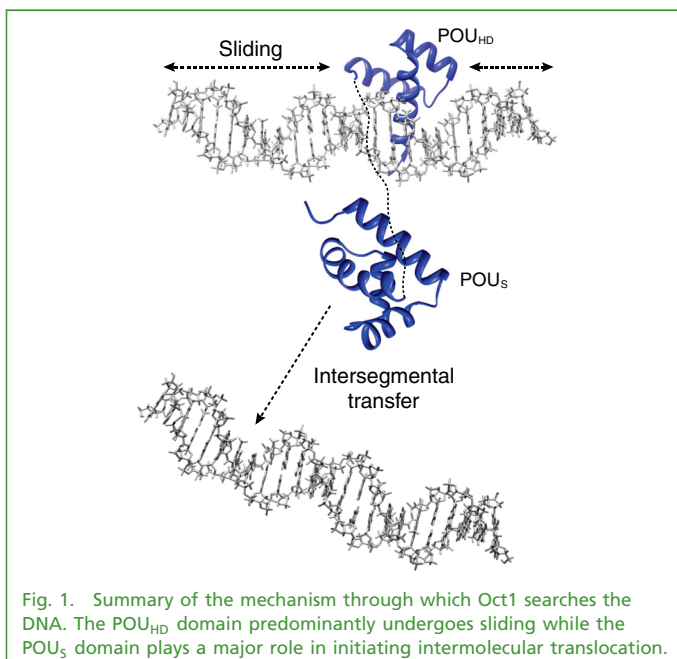 POUHD
Sliding
POUS
Intersegmental
transfer
Fig. 1. Summary of the mechanism through which Oct1 searches the
DNA. The POUHD domain predominantly undergoes sliding while the
POUS domain plays a major role in initiating intermolecular translocation.